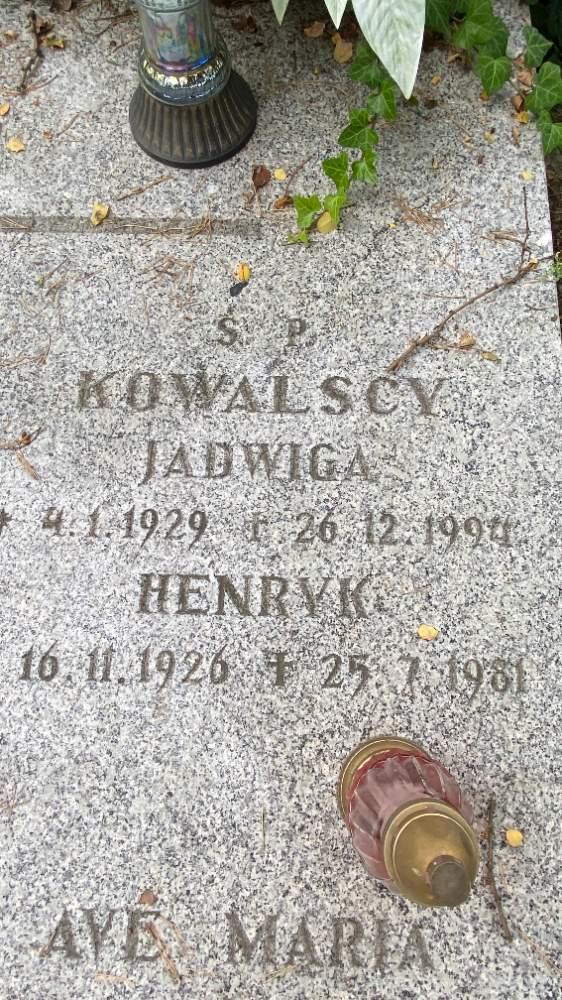 Ś. P.
KOWALSCY
JADWIGA
* 4.1.1929 † 26.12.1994
HENRYK
16.11.1926 † 25.7.1981
AVE MARIA